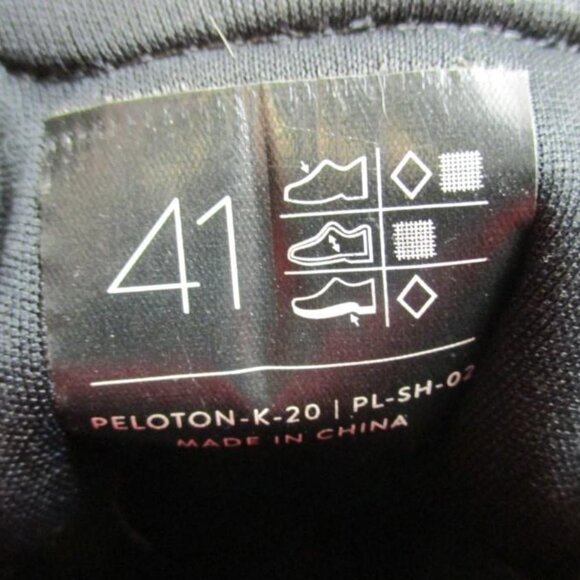 41
PELOTON-K-20 | PL-SH-02
MADE IN CHINA